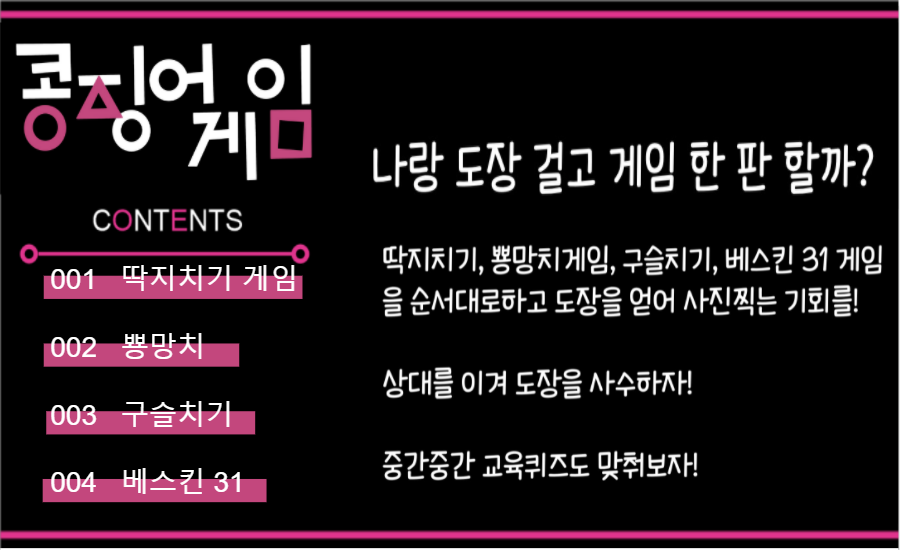 콩징어 게임
CONTENTS
001 딱지치기 게임
002 뿅망치
003 구슬치기
004 베스킨 31
나랑 도장 걸고 게임 한 판 할까?
딱지치기, 뿅망치게임, 구슬치기, 베스킨 31 게임
을 순서대로하고 도장을 얻어 사진찍는 기회를!
상대를 이겨 도장을 사수하자!
중간중간 교육퀴즈도 맞춰보자!